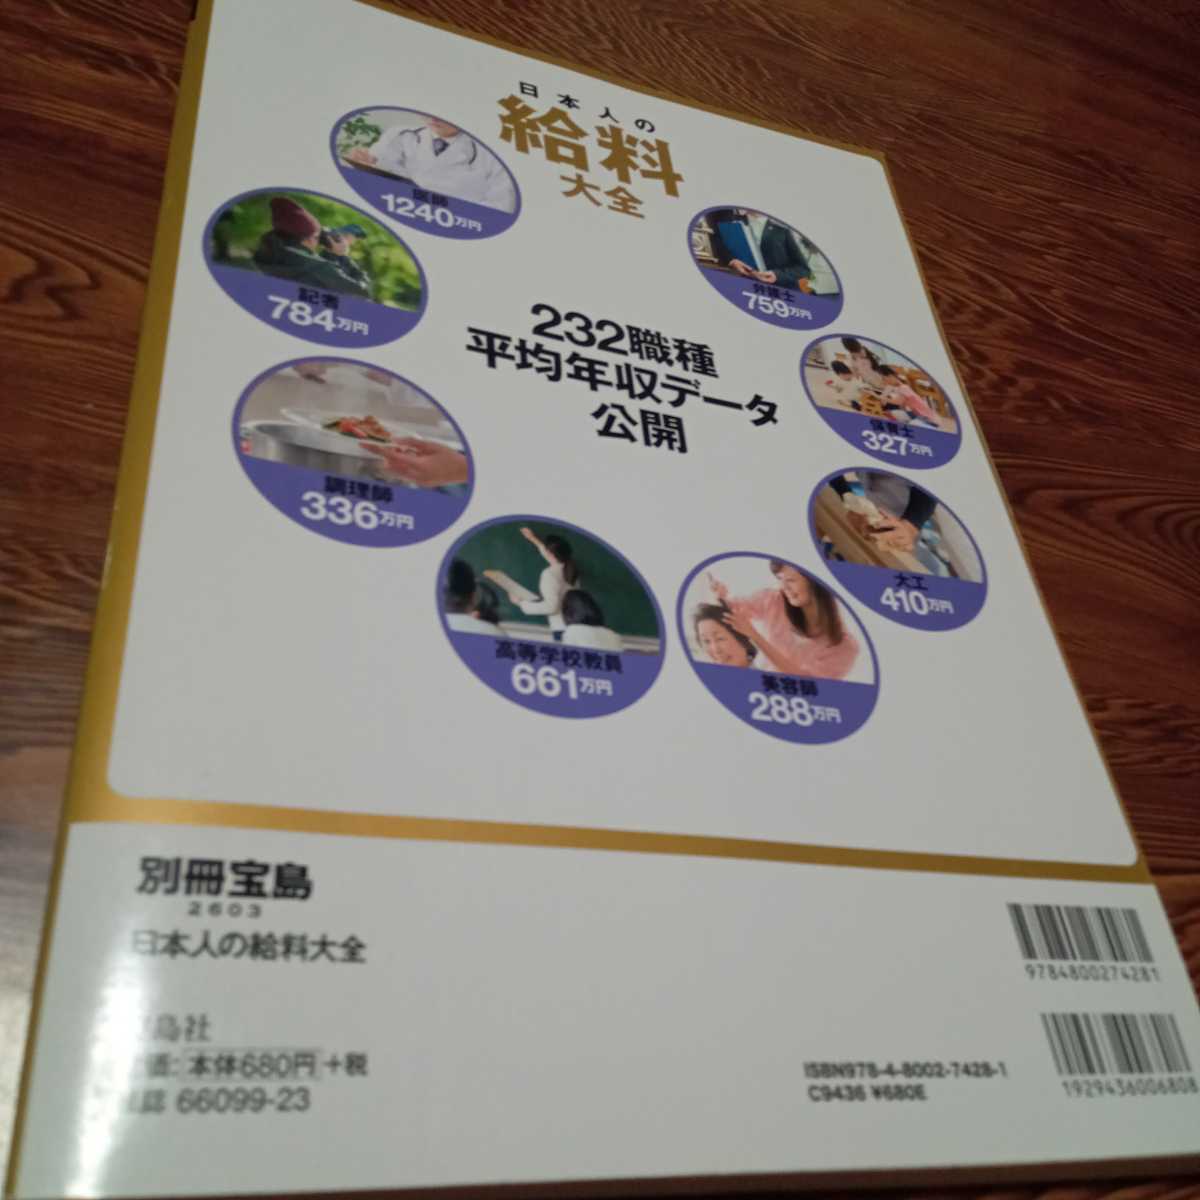 日本人の
給料
大全
医師
1240万円
弁護士
759万円
記者
784万円
232職種
平均年収データ
公開
保育士
327万円
調理師
336万円
大工
410万円
高等学校教員
661万円
美容師
288万円
別冊宝島
2603
日本人の給料大全
島社
価:本体680円+税
誌 66099-23
9784800274281
ISBN978-4-8002-7428-1
C9436 ¥680E
1929436006808